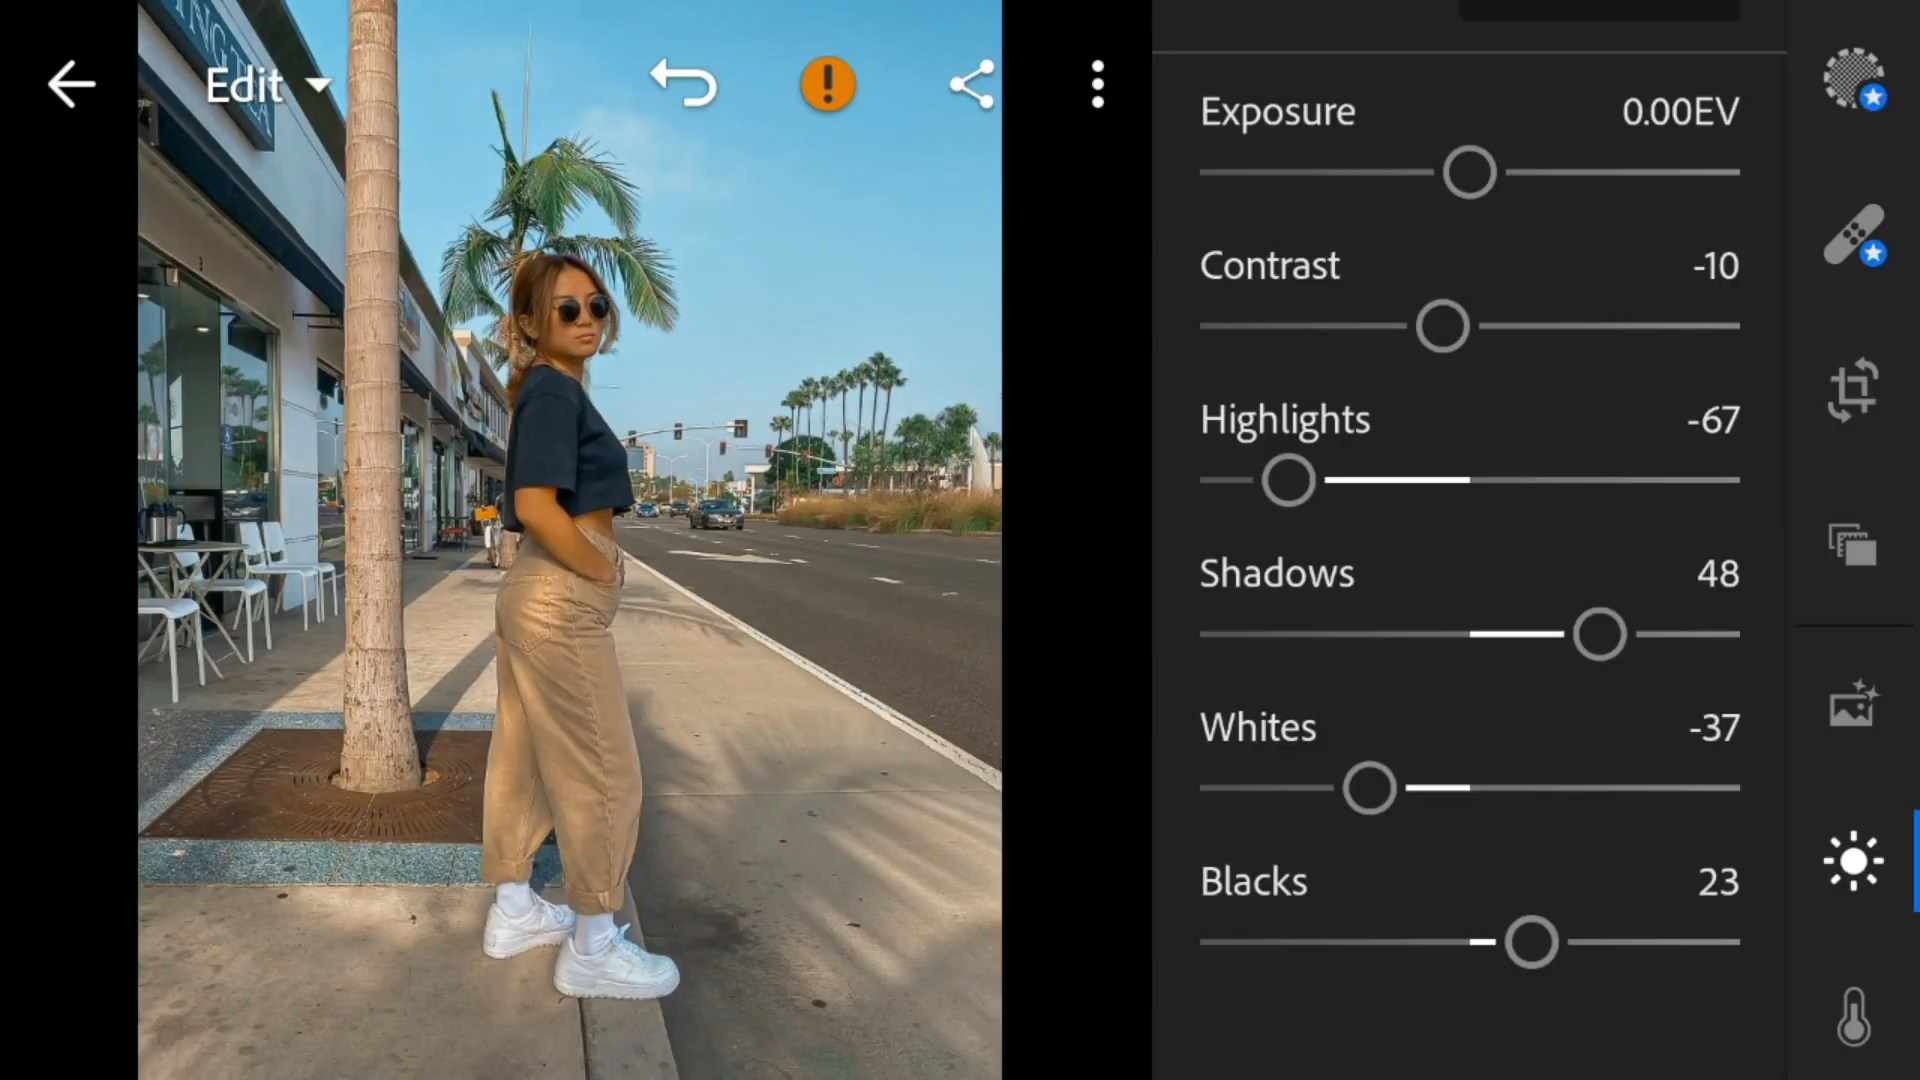 Edit
Exposure 0.00EV
Contrast -10
Highlights -67
Shadows 48
Whites -37
Blacks 23